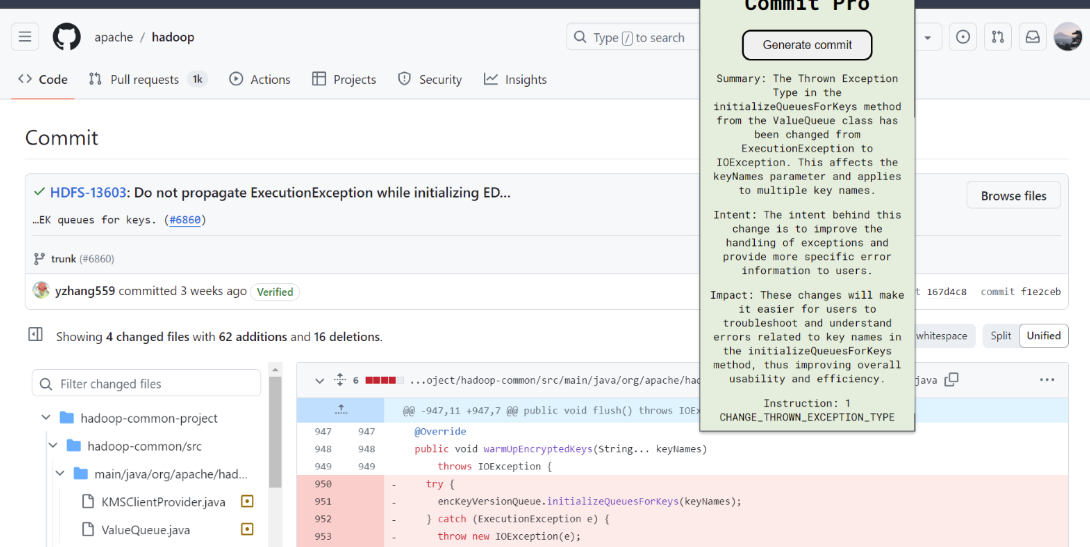 apache / hadoop
Type / to search
Code
Pull requests 1k
Actions
Projects
Security
Insights
Commit Pro
Generate commit
Summary: The Thrown Exception
Type in the
initializeQueuesForKeys method
from the ValueQueue class has
been changed from
ExecutionException to
IOException. This affects the
keyNames parameter and applies
to multiple key names.
Intent: The intent behind this
change is to improve the
handling of exceptions and
provide more specific error
information to users.
Impact: These changes will make
it easier for users to
troubleshoot and understand
errors related to key names in
the initializeQueuesForKeys
method, thus improving overall
usability and efficiency.
Instruction: 1
CHANGE_THROWN_EXCEPTION_TYPE
Commit
HDFS-13603: Do not propagate ExecutionException while initializing ED…
Browse files
…EK queues for keys. (#6860)
trunk (#6860)
yzhang559 committed 3 weeks ago Verified
167d4c8 commit f1e2ceb
Showing 4 changed files with 62 additions and 16 deletions.
whitespace
Split
Unified
Filter changed files
hadoop-common-project
hadoop-common/src
main/java/org/apache/had...
KMSClientProvider.java
ValueQueue.java
6 ...oject/hadoop-common/src/main/java/org/apache/had
java
@@ -947,11 +947,7 @@ public void flush() throws IOEx
947 947 @Override
948 948 public void warmUpEncryptedKeys(String... keyNames)
949 949 throws IOException {
950 - try {
951 - encKeyVersionQueue.initializeQueuesForKeys(keyNames);
952 - } catch (ExecutionException e) {
953 - throw new IOException(e);